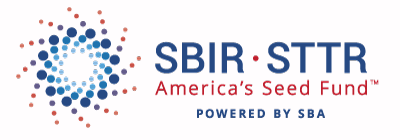 SBIR·STTR
America's Seed Fund™
POWERED BY SBA